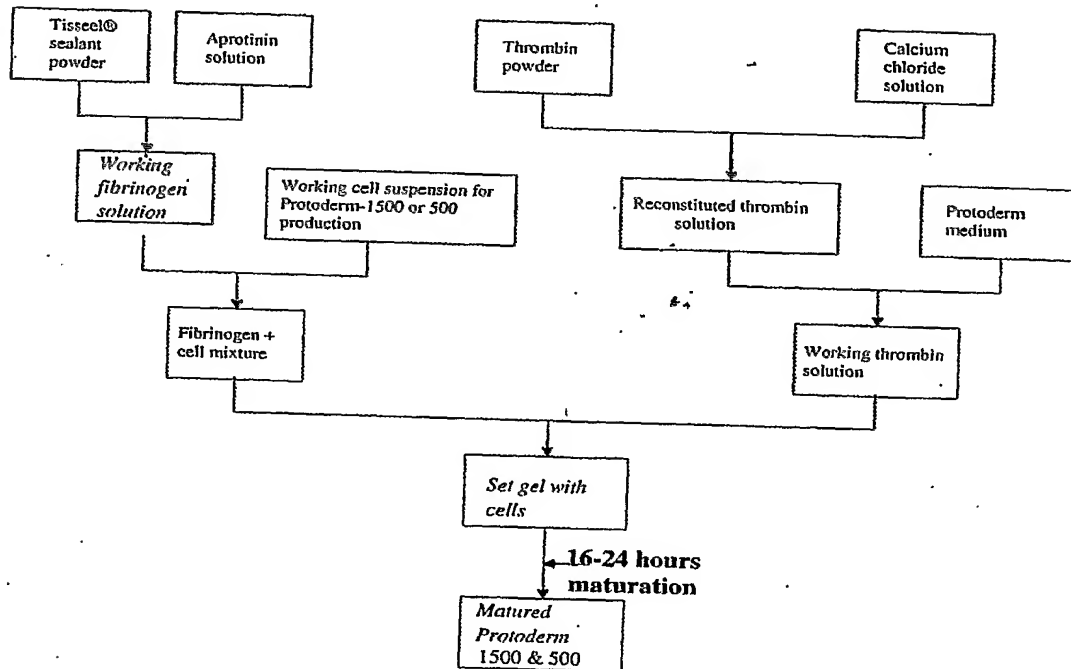 Tisseel®
sealant
powder
Aprotinin
solution
Thrombin
powder
Calcium
chloride
solution
Working
fibrinogen
solution
Working cell suspension for
Protoderm-1500 or 500
production
Reconstituted thrombin
solution
Protoderm
medium
Fibrinogen +
cell mixture
Working thrombin
solution
Set gel with
cells
16-24 hours
maturation
Matured
Protoderm
1500 & 500